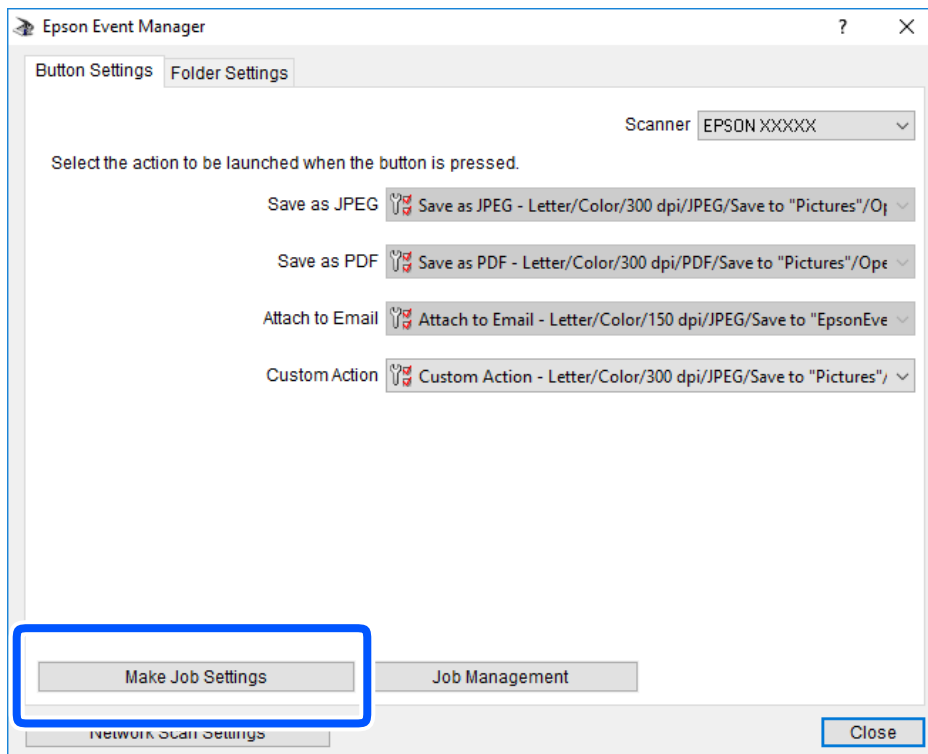 Epson Event Manager
Button Settings
Folder Settings
Scanner EPSON XXXXX
Select the action to be launched when the button is pressed.
Save as JPEG Save as JPEG - Letter/Color/300 dpi/JPEG/Save to "Pictures"/Op
Save as PDF Save as PDF - Letter/Color/300 dpi/PDF/Save to "Pictures"/Ope
Attach to Email Attach to Email - Letter/Color/150 dpi/JPEG/Save to "EpsonEve
Custom Action Custom Action - Letter/Color/300 dpi/JPEG/Save to "Pictures"/
Make Job Settings
Job Management
Network Scan Settings
Close